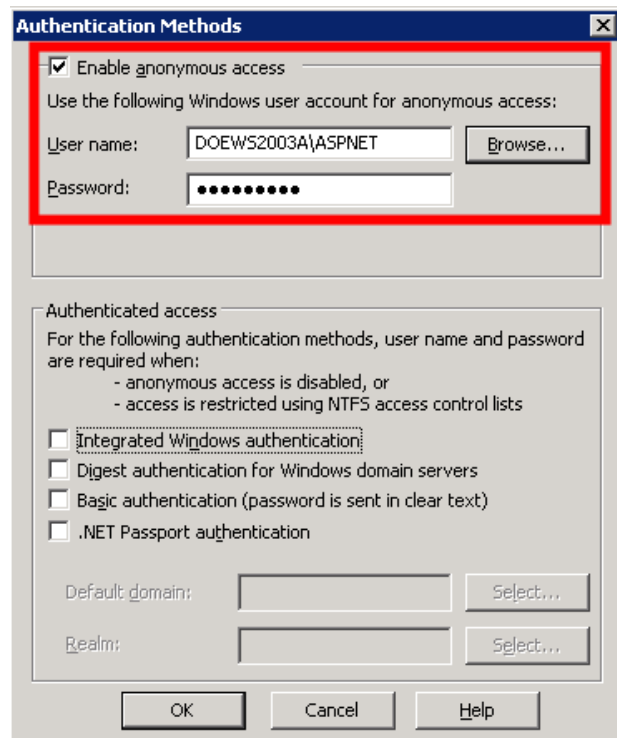 Authentication Methods
Enable anonymous access
Use the following Windows user account for anonymous access:
User name:
DOEWS2003A\ASPNET
Browse...
Password:
●●●●●●●●●
Authenticated access
For the following authentication methods, user name and password
are required when:
- anonymous access is disabled, or
- access is restricted using NTFS access control lists
Integrated Windows authentication
Digest authentication for Windows domain servers
Basic authentication (password is sent in clear text)
.NET Passport authentication
Default domain:
Select...
Realm:
Select...
OK
Cancel
Help